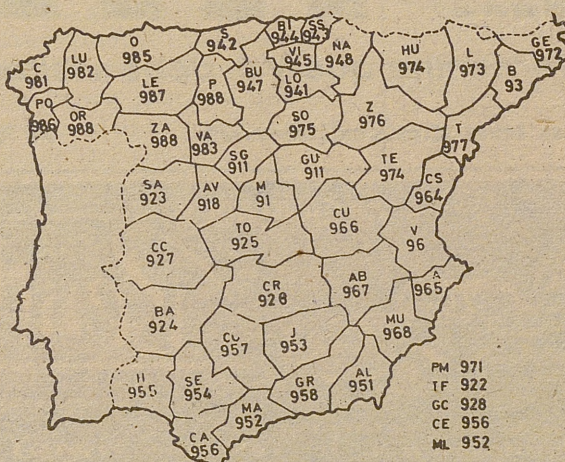 C
981
LU
982
O
985
S
942
BI
944
SS
943
VI
945
NA
948
HU
974
L
973
GE
972
B
93
PO
986
OR
988
LE
987
P
988
BU
947
LO
941
SO
975
Z
976
T
977
ZA
988
VA
983
SG
911
GU
911
TE
974
CS
964
SA
923
AV
918
M
91
CU
966
V
96
CC
927
TO
925
CR
926
AB
967
A
965
BA
924
CO
957
J
953
MU
968
H
955
SE
954
CA
956
MA
952
GR
958
AL
951
PM 971
TF 922
GC 928
CE 956
ML 952